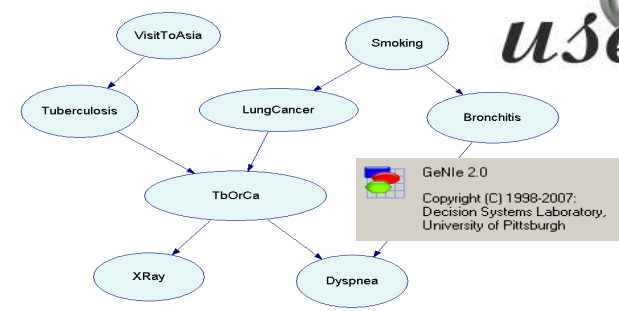 VisitToAsia
Smoking
Tuberculosis
LungCancer
Bronchitis
TbOrCa
GeNIe 2.0
Copyright (C) 1998-2007:
Decision Systems Laboratory,
University of Pittsburgh
XRay
Dyspnea